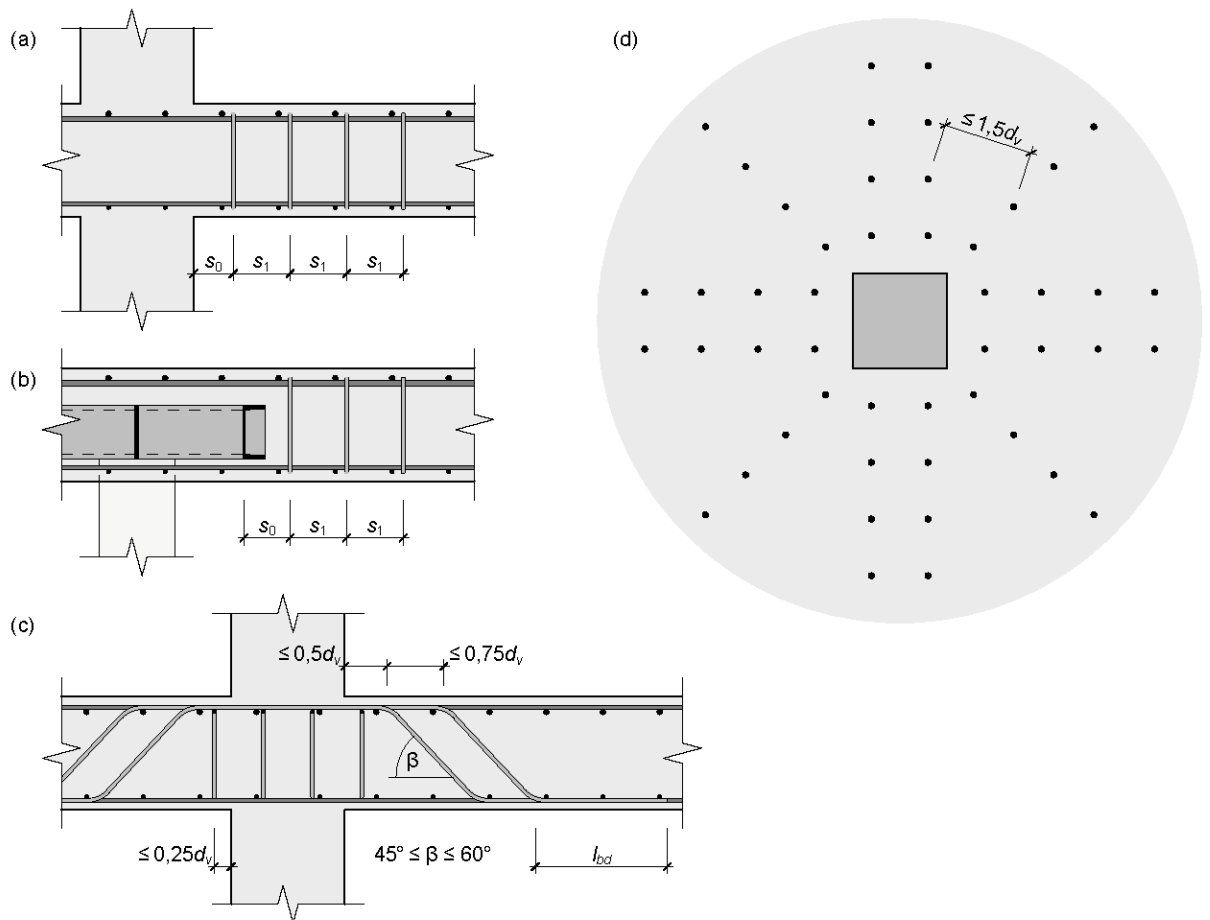 (a)
s0 s1 s1 s1
(b)
s0 s1 s1
(c)
≤ 0,5dv ≤ 0,75dv
β
≤ 0,25dv 45° ≤ β ≤ 60° lbd
(d)
≤ 1,5dv